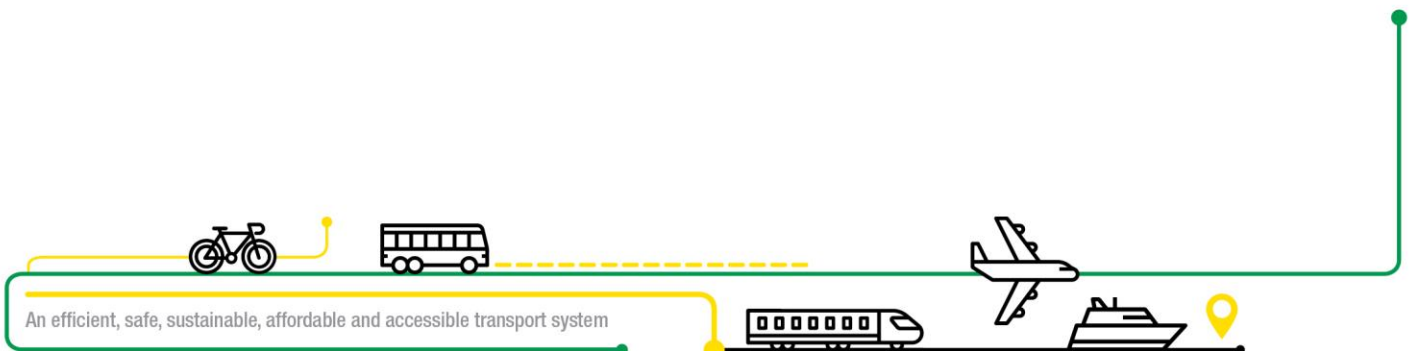 An efficient, safe, sustainable, affordable and accessible transport system